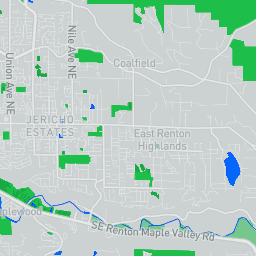 Union Ave NE
Nile Ave NE
Coalfield
JERICHO
ESTATES
East Renton
Highlands
SE Renton Maple Valley Rd